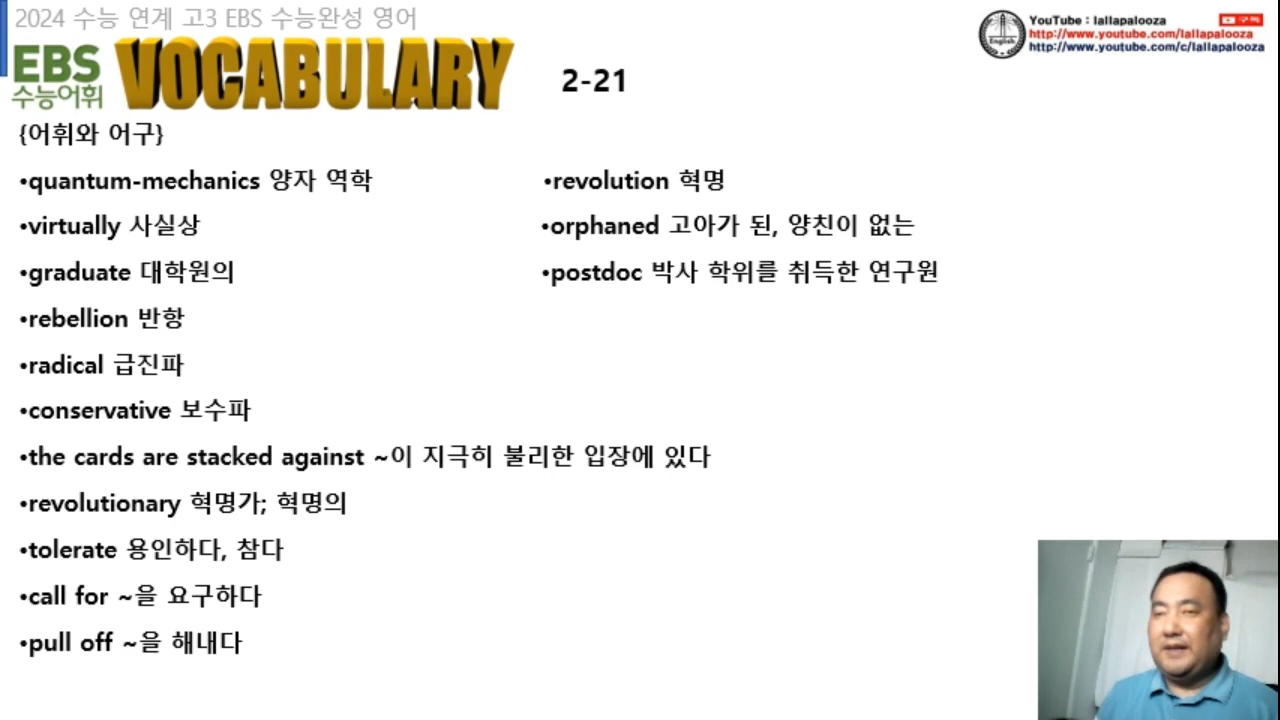 2024 수능 연계 고3 EBS 수능완성 영어
EBS
수능어휘
VOCABULARY
2-21
YouTube : lallapalooza
구독
http://www.youtube.com/lallapalooza
http://www.youtube.com/c/lallapalooza
English
{어휘와 어구}
•quantum-mechanics 양자 역학
•virtually 사실상
•graduate 대학원의
•rebellion 반항
•radical 급진파
•conservative 보수파
•the cards are stacked against ~이 지극히 불리한 입장에 있다
•revolutionary 혁명가; 혁명의
•tolerate 용인하다, 참다
•call for ~을 요구하다
•pull off ~을 해내다
•revolution 혁명
•orphaned 고아가 된, 양친이 없는
•postdoc 박사 학위를 취득한 연구원